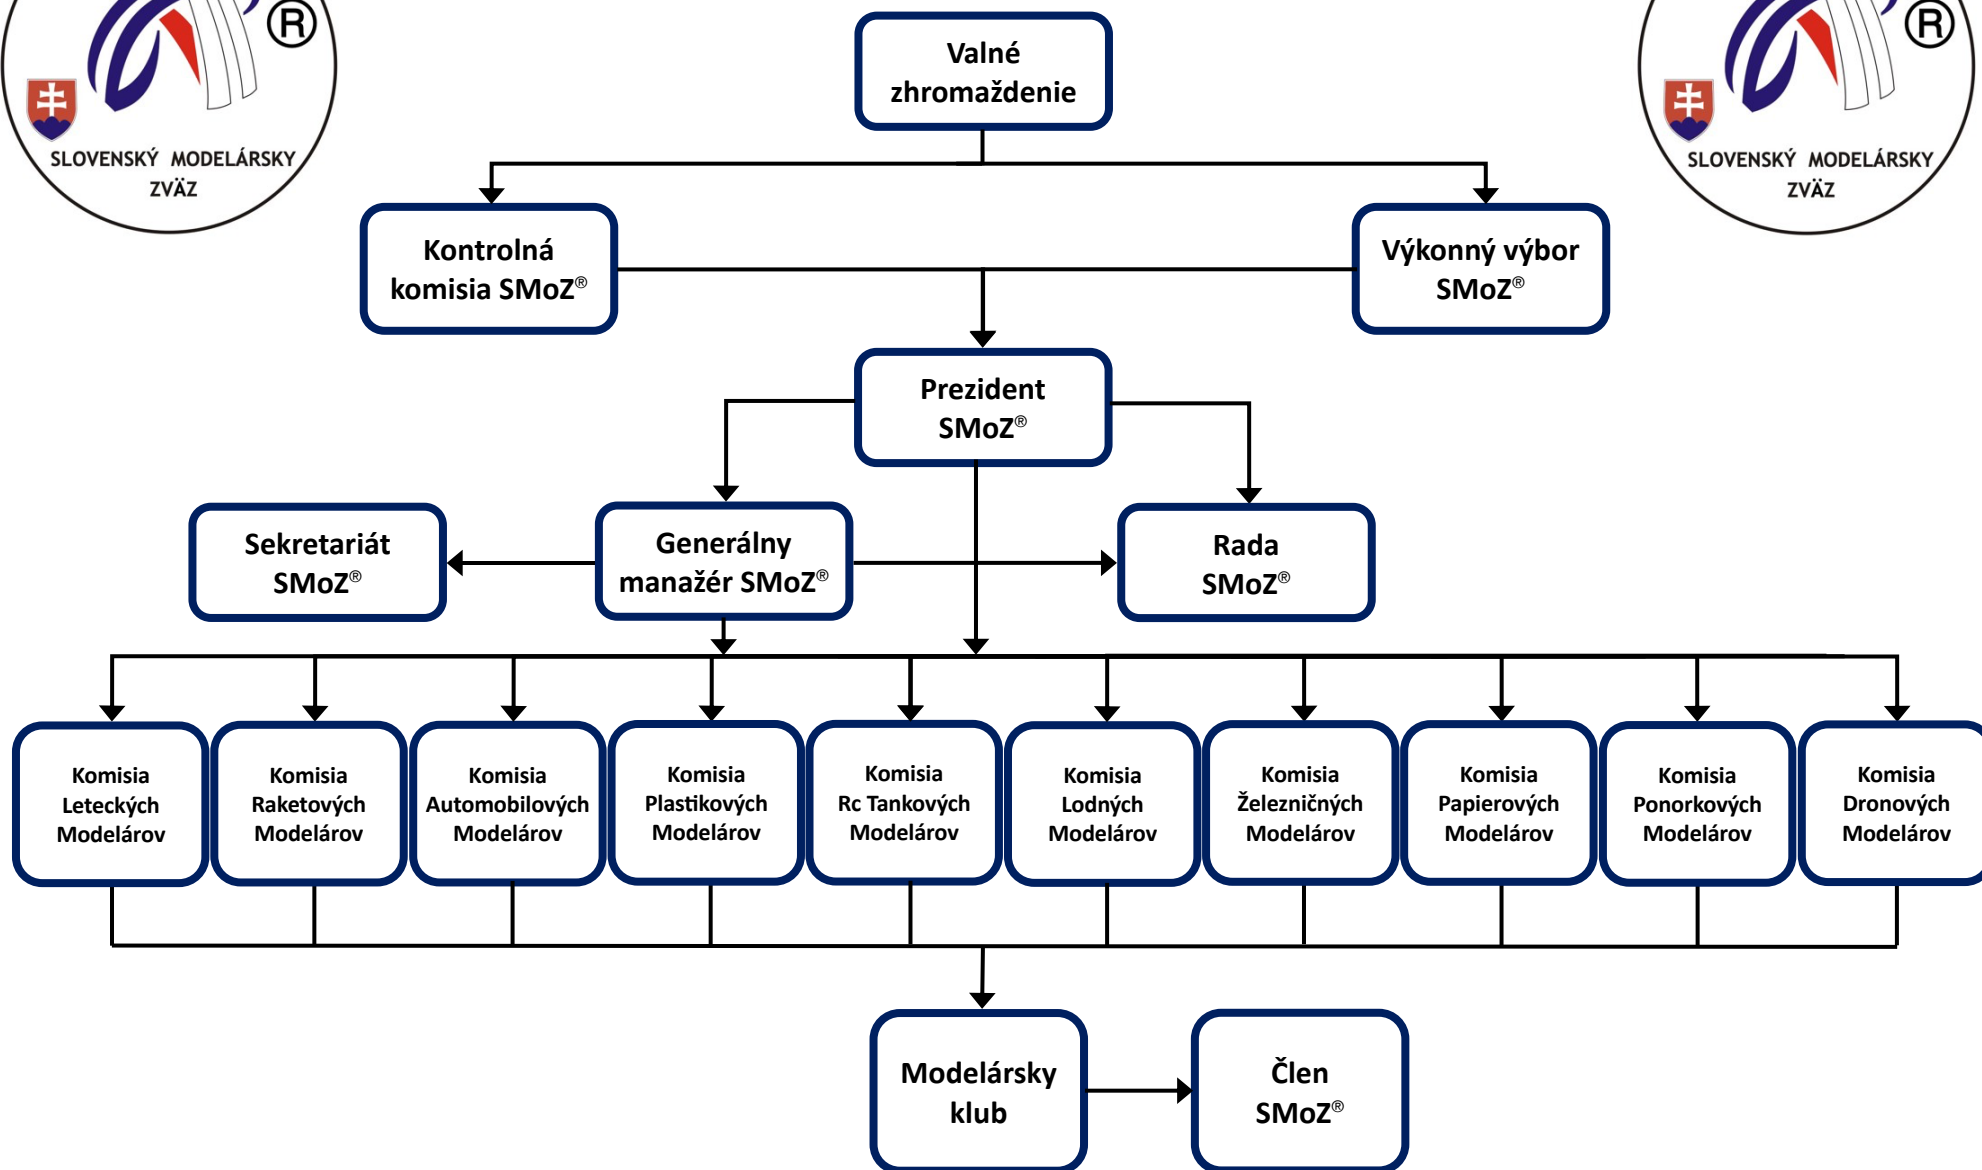 ®
SLOVENSKÝ MODELÁRSKY
ZVÄZ
®
SLOVENSKÝ MODELÁRSKY
ZVÄZ
Valné
zhromaždenie
Kontrolná
komisia SMoZ®
Výkonný výbor
SMoZ®
Prezident
SMoZ®
Sekretariát
SMoZ®
Generálny
manažér SMoZ®
Rada
SMoZ®
Komisia
Leteckých
Modelárov
Komisia
Raketových
Modelárov
Komisia
Automobilových
Modelárov
Komisia
Plastikových
Modelárov
Komisia
Rc Tankových
Modelárov
Komisia
Lodných
Modelárov
Komisia
Železničných
Modelárov
Komisia
Papierových
Modelárov
Komisia
Ponorkových
Modelárov
Komisia
Dronových
Modelárov
Modelársky
klub
Člen
SMoZ®